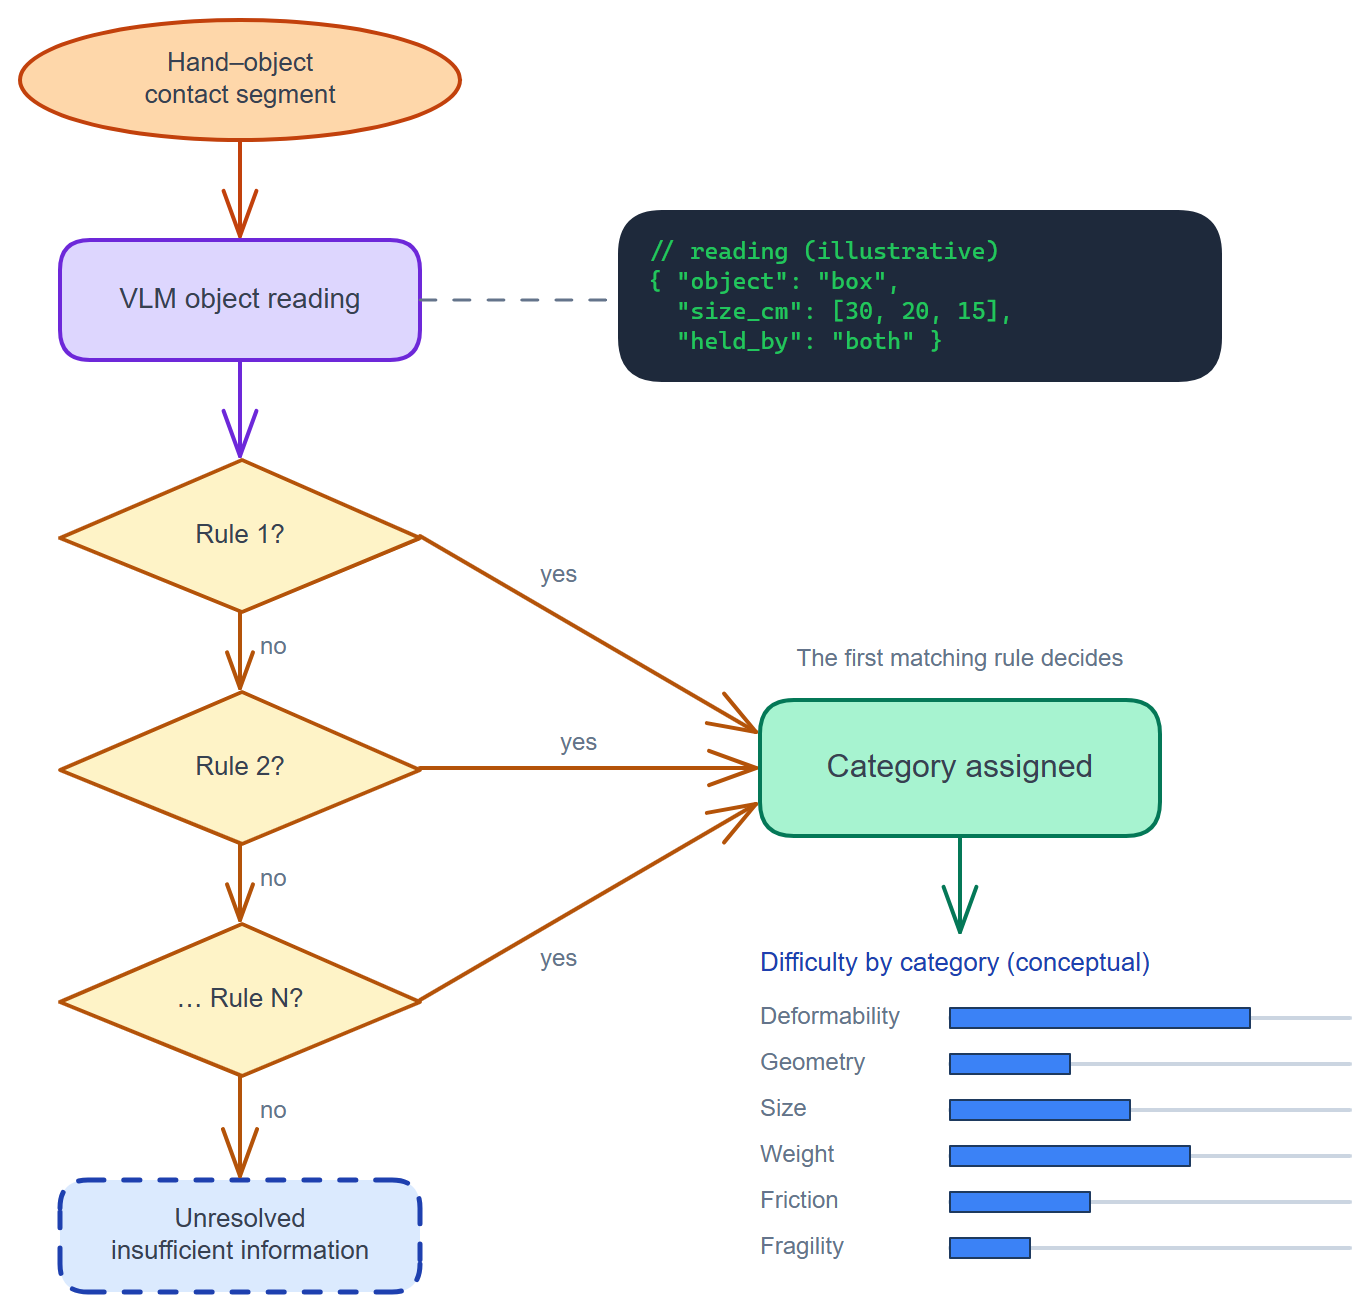 Hand–object
contact segment
VLM object reading
// reading (illustrative)
{ "object": "box",
"size_cm": [30, 20, 15],
"held_by": "both" }
Rule 1?
yes
no
The first matching rule decides
Rule 2?
yes
Category assigned
no
Difficulty by category (conceptual)
… Rule N?
yes
no
Deformability
Geometry
Size
Weight
Friction
Fragility
Unresolved
insufficient information